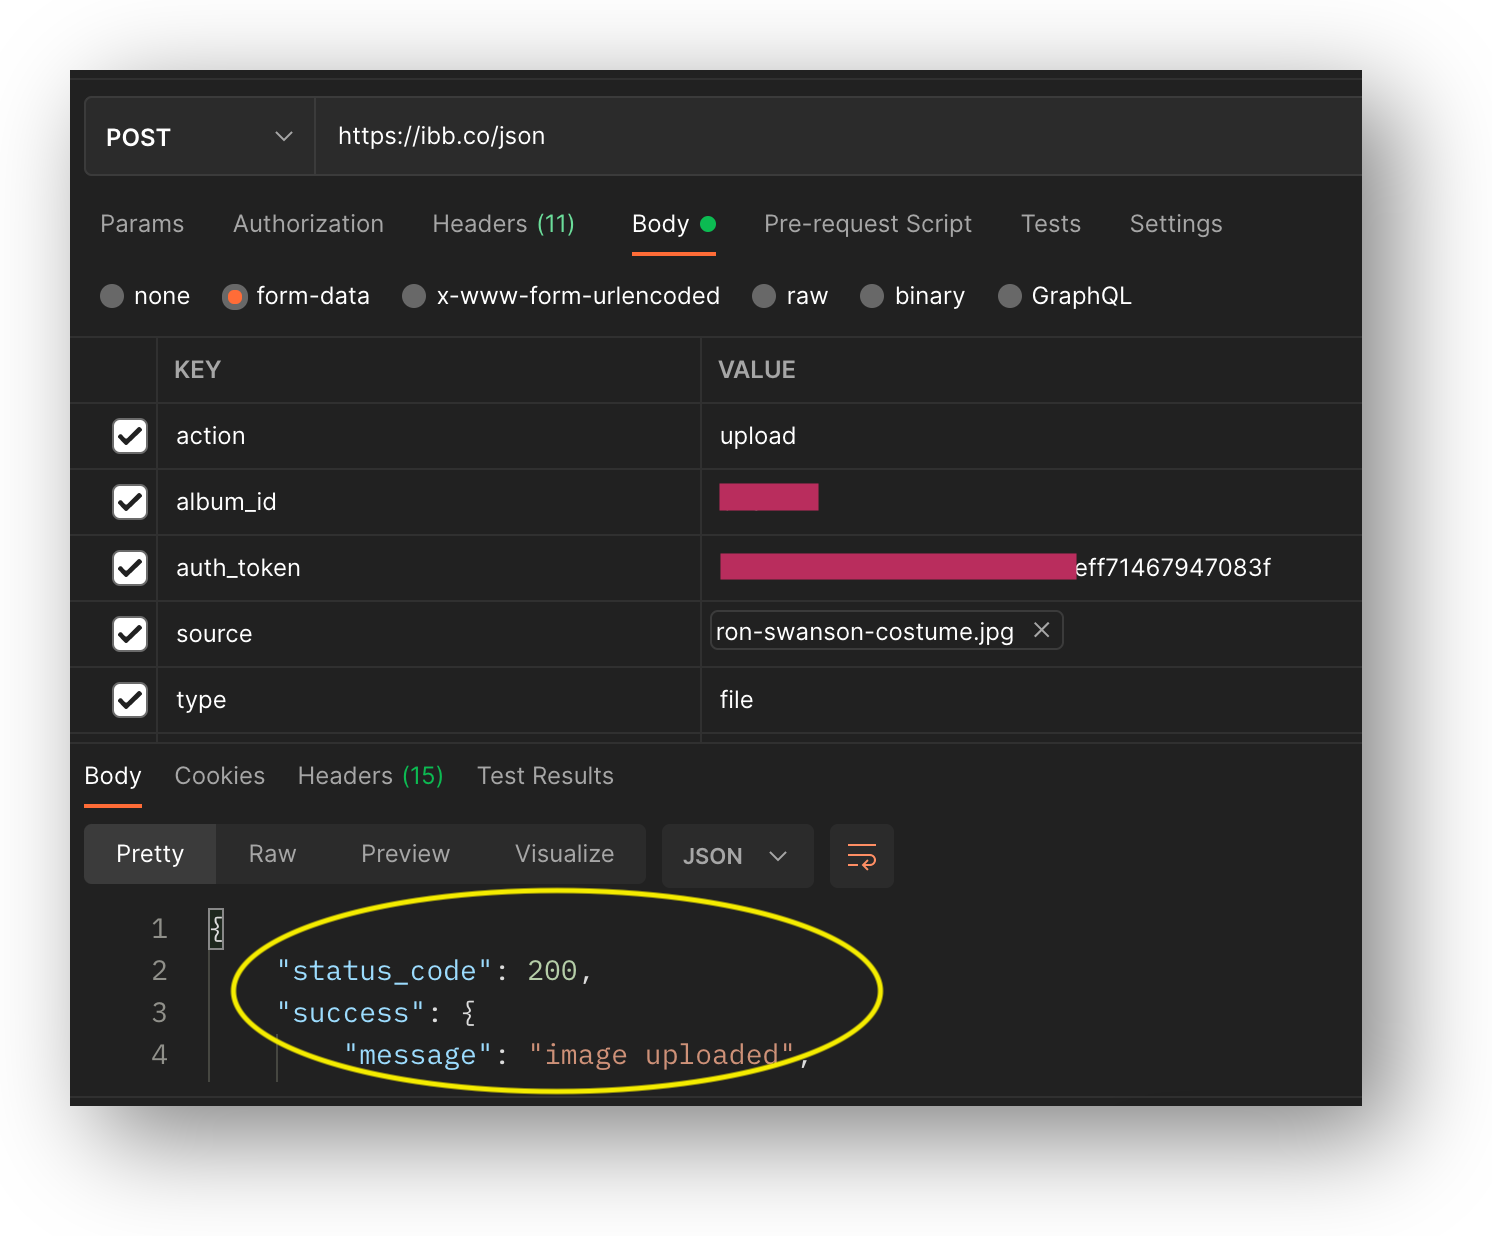 POST https://ibb.co/json
Params Authorization Headers (11) Body Pre-request Script Tests Settings
none form-data x-www-form-urlencoded raw binary GraphQL
KEY VALUE
action upload
album_id
auth_token eff71467947083f
source ron-swanson-costume.jpg
type file
Body Cookies Headers (15) Test Results
Pretty Raw Preview Visualize JSON
1 {
2 "status_code": 200,
3 "success": {
4 "message": "image uploaded",